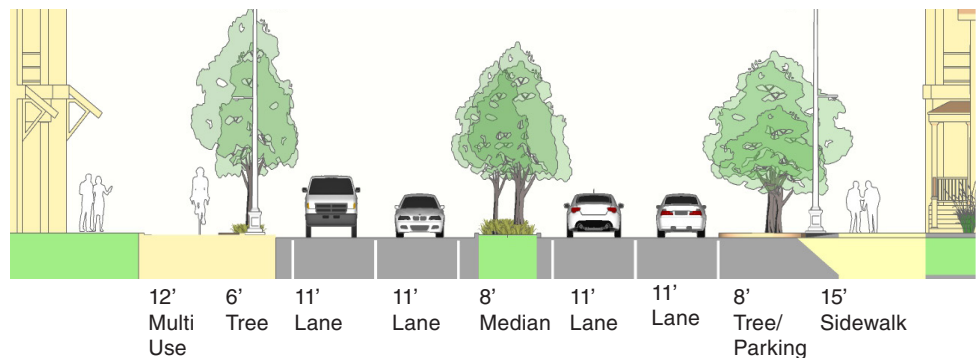 12’ 6’ 11’ 11’ 8’ 11’ 11’ 8’ 15’
Multi Tree Lane Lane Median Lane Lane Tree/ Sidewalk
Use Parking